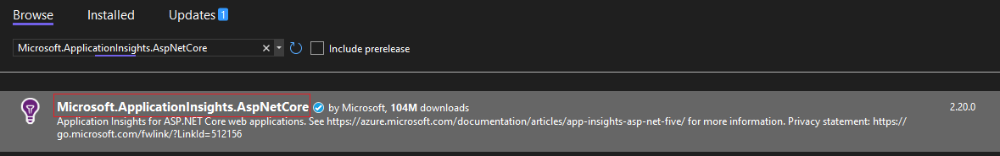 Browse Installed Updates 1
Microsoft.ApplicationInsights.AspNetCore Include prerelease
Microsoft.ApplicationInsights.AspNetCore by Microsoft, 104M downloads 2.20.0
Application Insights for ASP.NET Core web applications. See https://azure.microsoft.com/documentation/articles/app-insights-asp-net-five/ for more information. Privacy statement: https://
go.microsoft.com/fwlink/?LinkId=512156